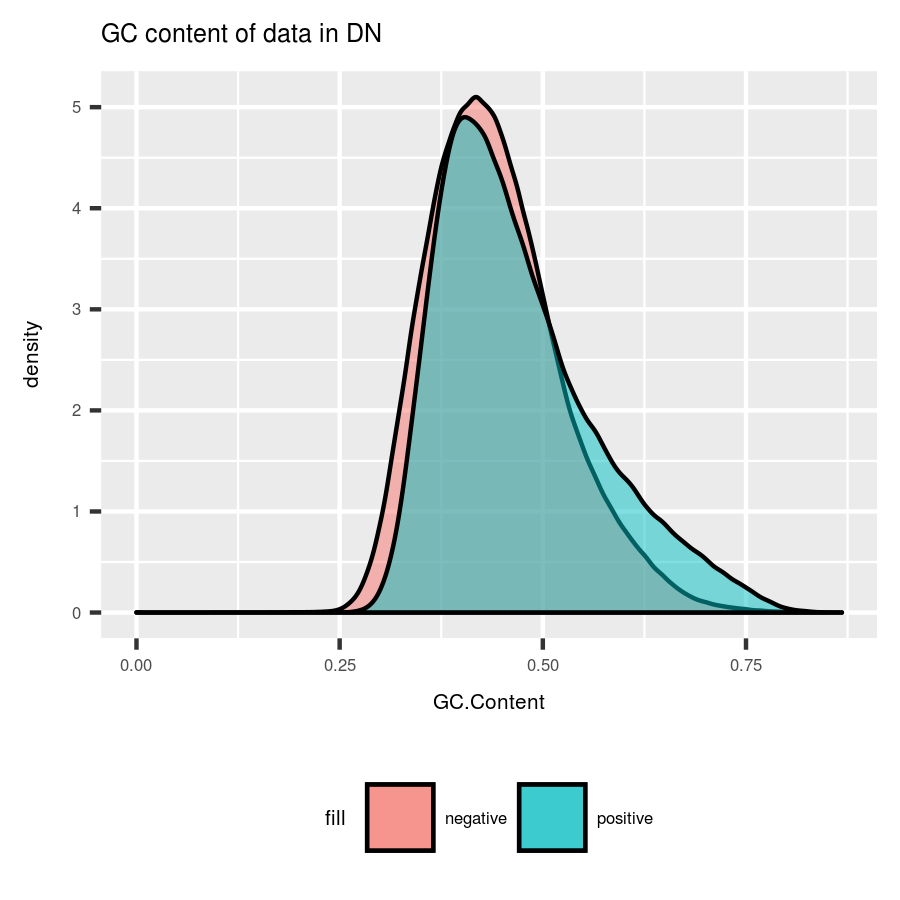 GC content of data in DN
density
5
4
3
2
1
0
0.00 0.25 0.50 0.75
GC.Content
fill negative positive